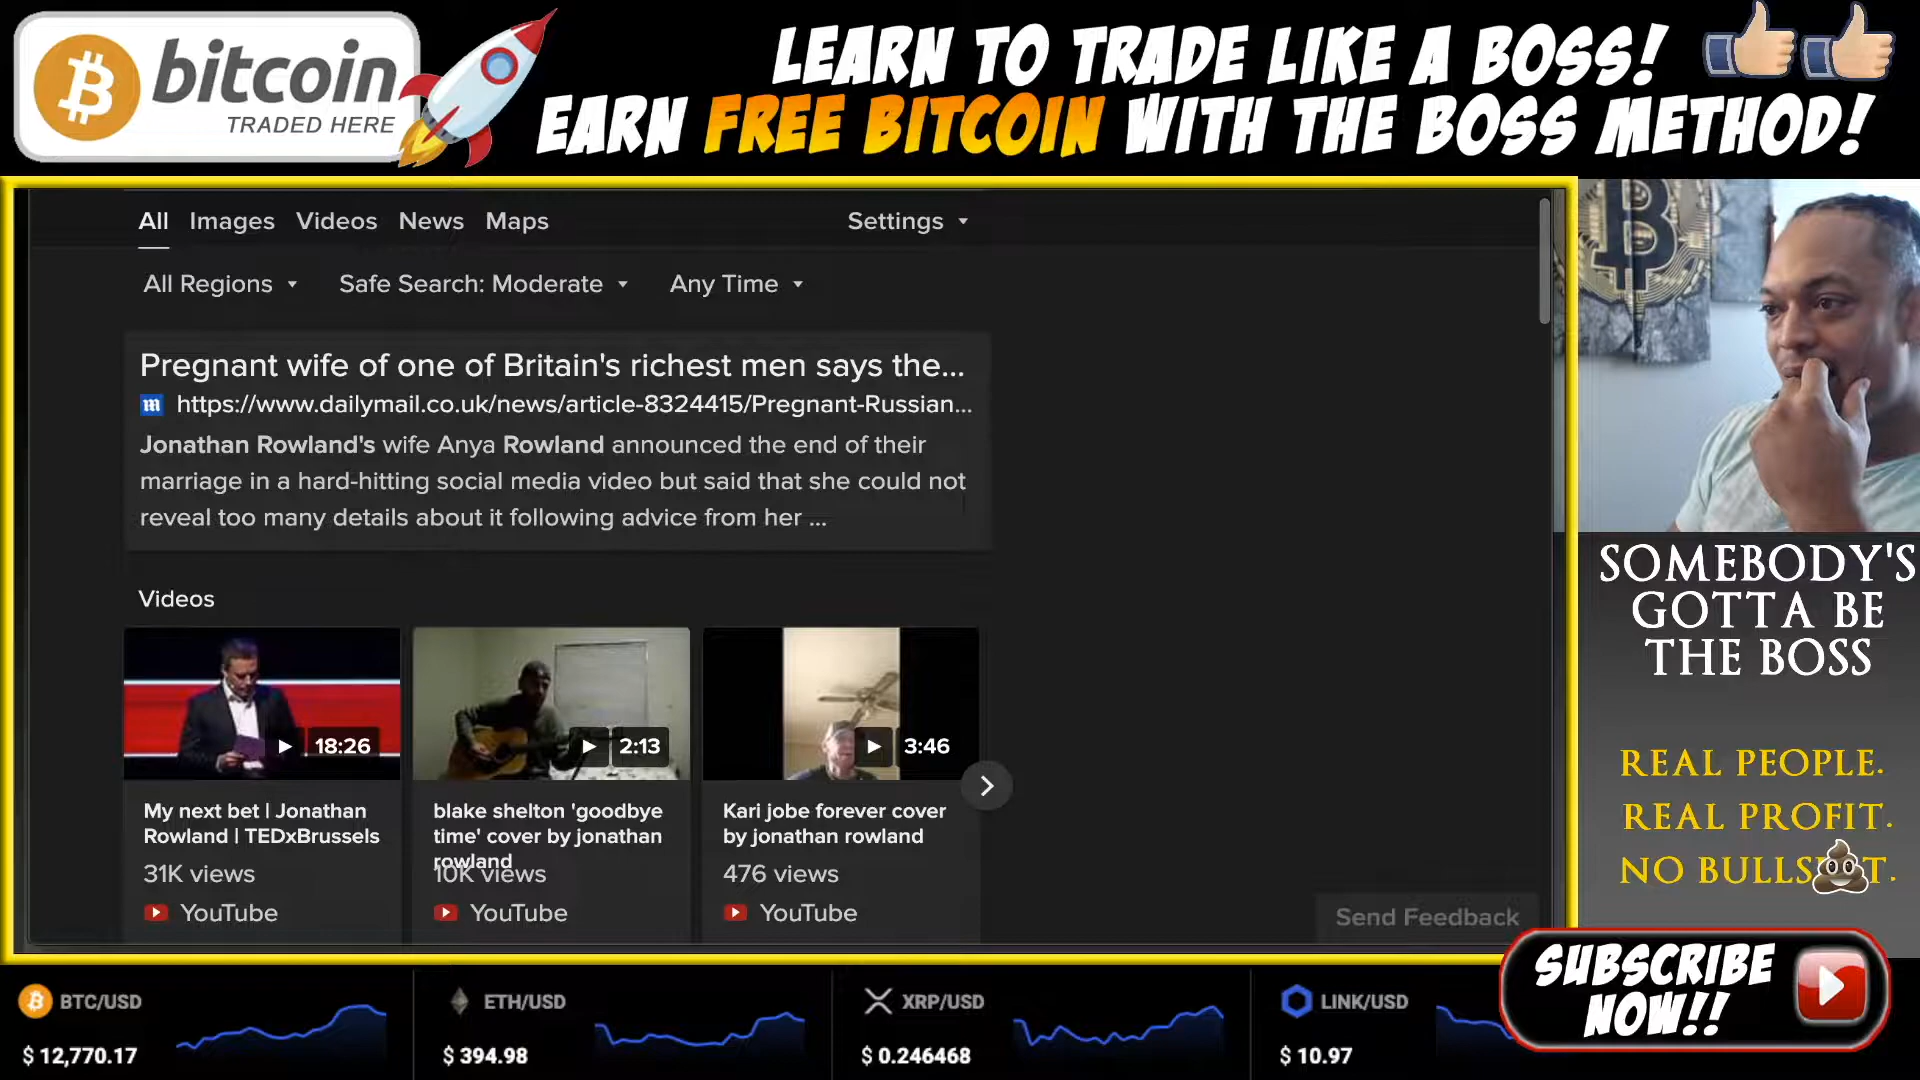 bitcoin
TRADED HERE
LEARN TO TRADE LIKE A BOSS!
EARN FREE BITCOIN WITH THE BOSS METHOD!
All Images Videos News Maps Settings
All Regions Safe Search: Moderate Any Time
Pregnant wife of one of Britain's richest men says the...
https://www.dailymail.co.uk/news/article-8324415/Pregnant-Russian...
Jonathan Rowland's wife Anya Rowland announced the end of their
marriage in a hard-hitting social media video but said that she could not
reveal too many details about it following advice from her ...
Videos
18:26
My next bet | Jonathan
Rowland | TEDxBrussels
31K views
YouTube
2:13
blake shelton 'goodbye
time' cover by jonathan
rowland
10K views
YouTube
3:46
Kari jobe forever cover
by jonathan rowland
476 views
YouTube
Send Feedback
SOMEBODY'S
GOTTA BE
THE BOSS
REAL PEOPLE.
REAL PROFIT.
NO BULLS💩T.
SUBSCRIBE
NOW!!
BTC/USD
$ 12,770.17
ETH/USD
$ 394.98
XRP/USD
$ 0.246468
LINK/USD
$ 10.97